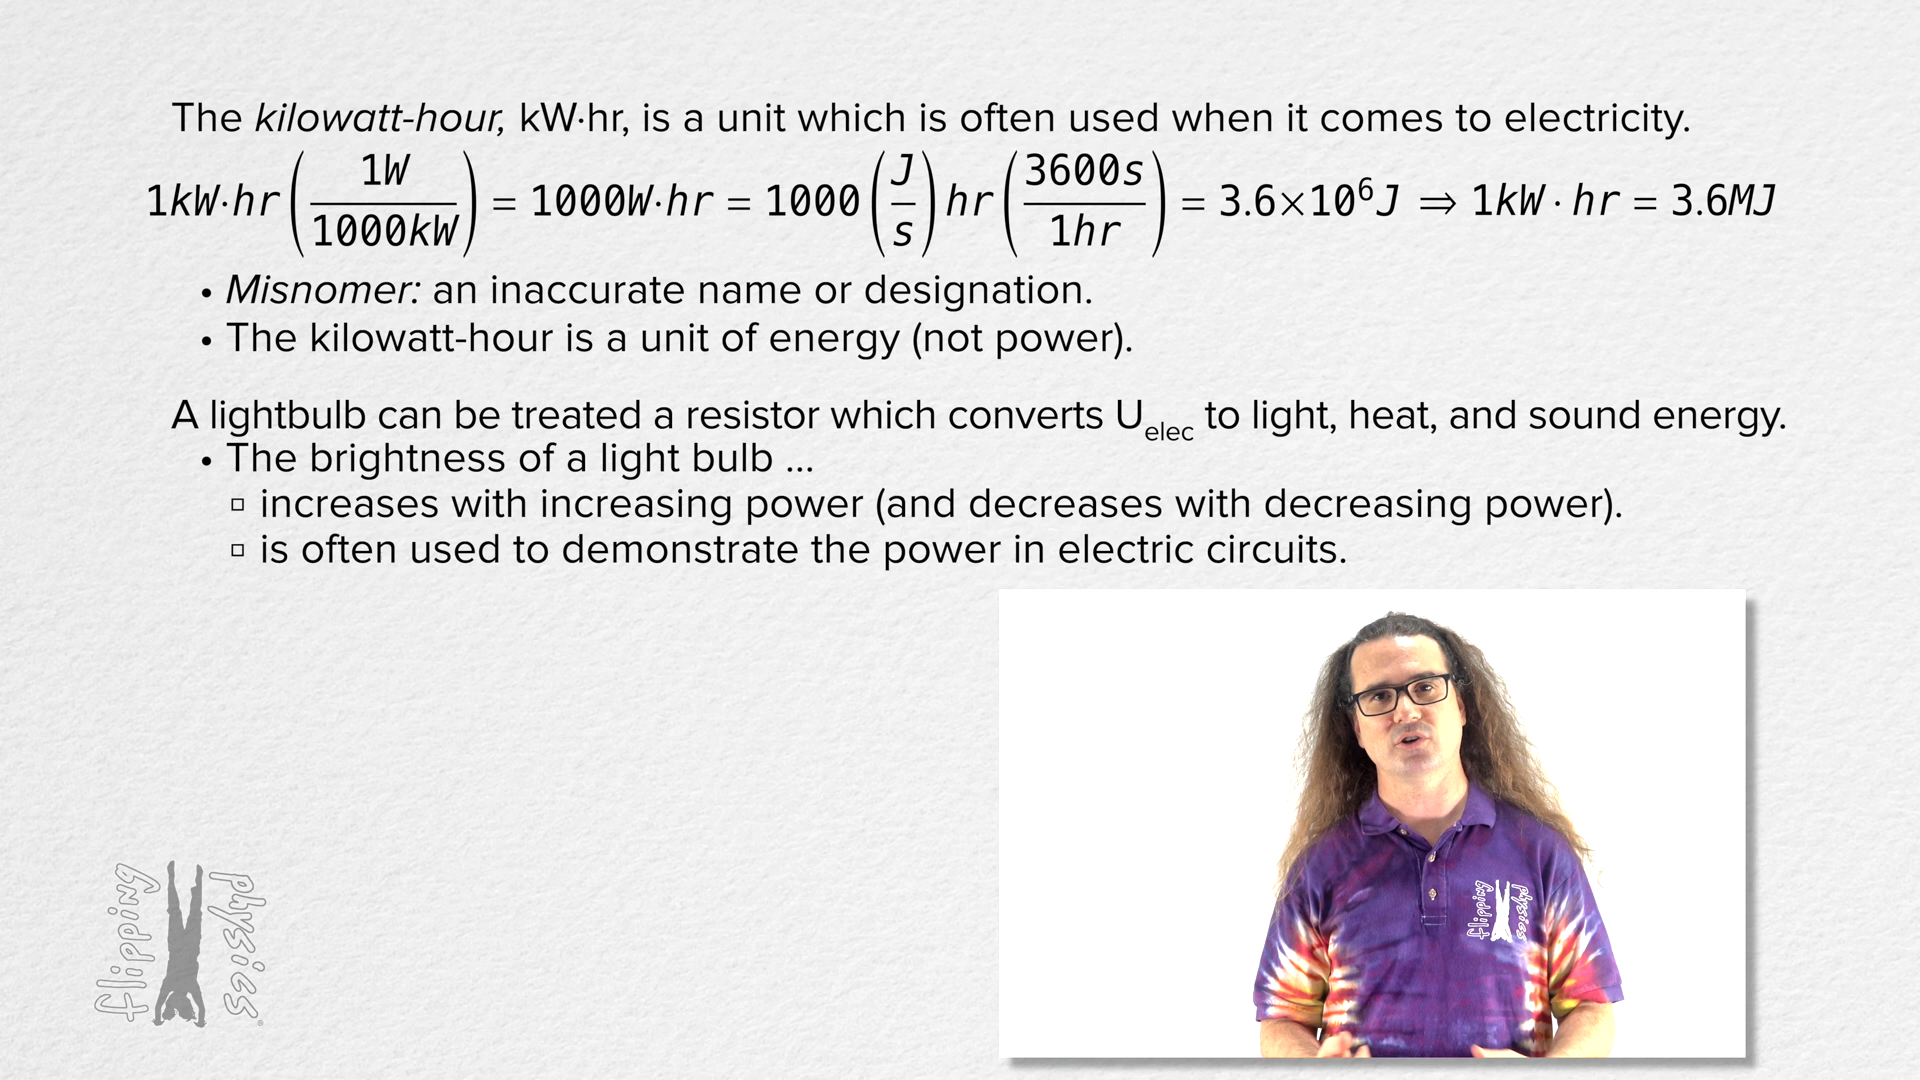 The kilowatt-hour, kW·hr, is a unit which is often used when it comes to electricity.
1kW·hr(1W/1000kW) = 1000W·hr = 1000(J/s)hr(3600s/1hr) = 3.6×10⁶J ⇒ 1kW·hr = 3.6MJ
• Misnomer: an inaccurate name or designation.
• The kilowatt-hour is a unit of energy (not power).
A lightbulb can be treated a resistor which converts U_elec to light, heat, and sound energy.
• The brightness of a light bulb ...
▫ increases with increasing power (and decreases with decreasing power).
▫ is often used to demonstrate the power in electric circuits.
flipping physics
flipping physics